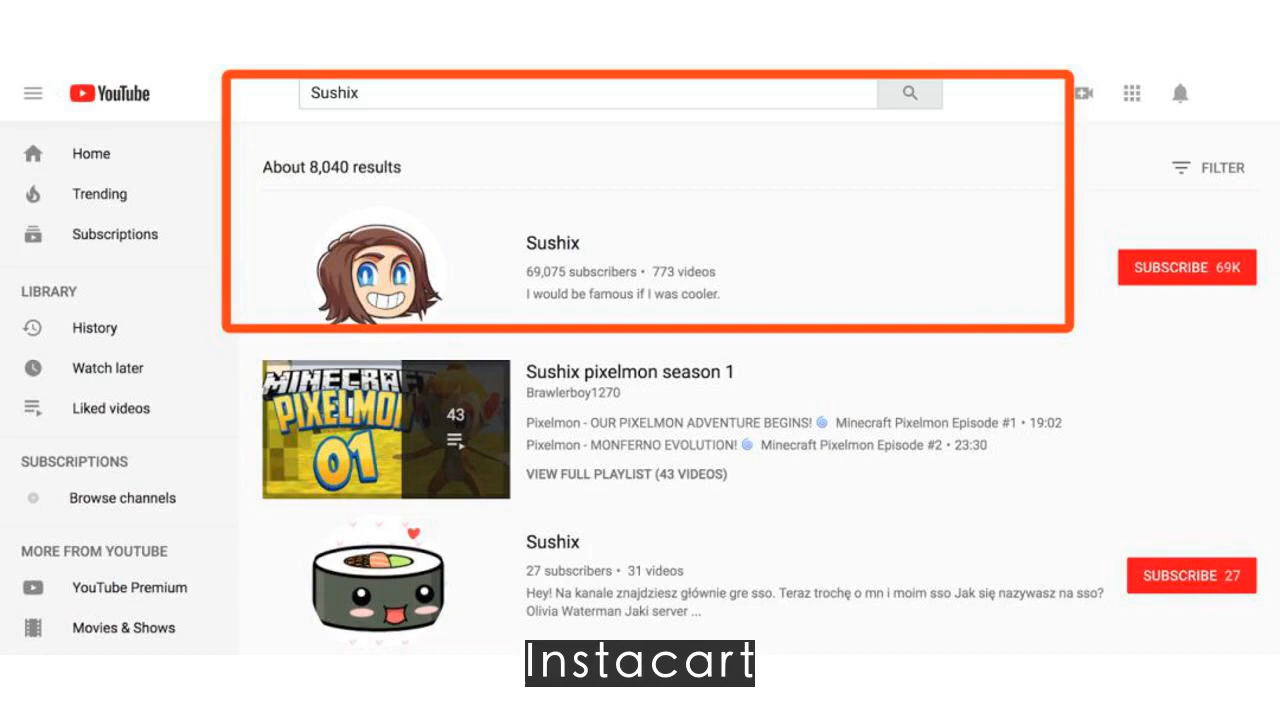 YouTube
Sushix
Home
Trending
Subscriptions
LIBRARY
History
Watch later
Liked videos
SUBSCRIPTIONS
Browse channels
MORE FROM YOUTUBE
YouTube Premium
Movies & Shows
About 8,040 results
FILTER
Sushix
69,075 subscribers • 773 videos
I would be famous if I was cooler.
SUBSCRIBE 69K
MINECRAFT
PIXELMON
01
43
Sushix pixelmon season 1
Brawlerboy1270
Pixelmon - OUR PIXELMON ADVENTURE BEGINS! 🌀 Minecraft Pixelmon Episode #1 • 19:02
Pixelmon - MONFERNO EVOLUTION! 🌀 Minecraft Pixelmon Episode #2 • 23:30
VIEW FULL PLAYLIST (43 VIDEOS)
Sushix
27 subscribers • 31 videos
Hey! Na kanale znajdziesz głównie gre sso. Teraz trochę o mn i moim sso Jak się nazywasz na sso?
Olivia Waterman Jaki server ...
SUBSCRIBE 27
Instacart